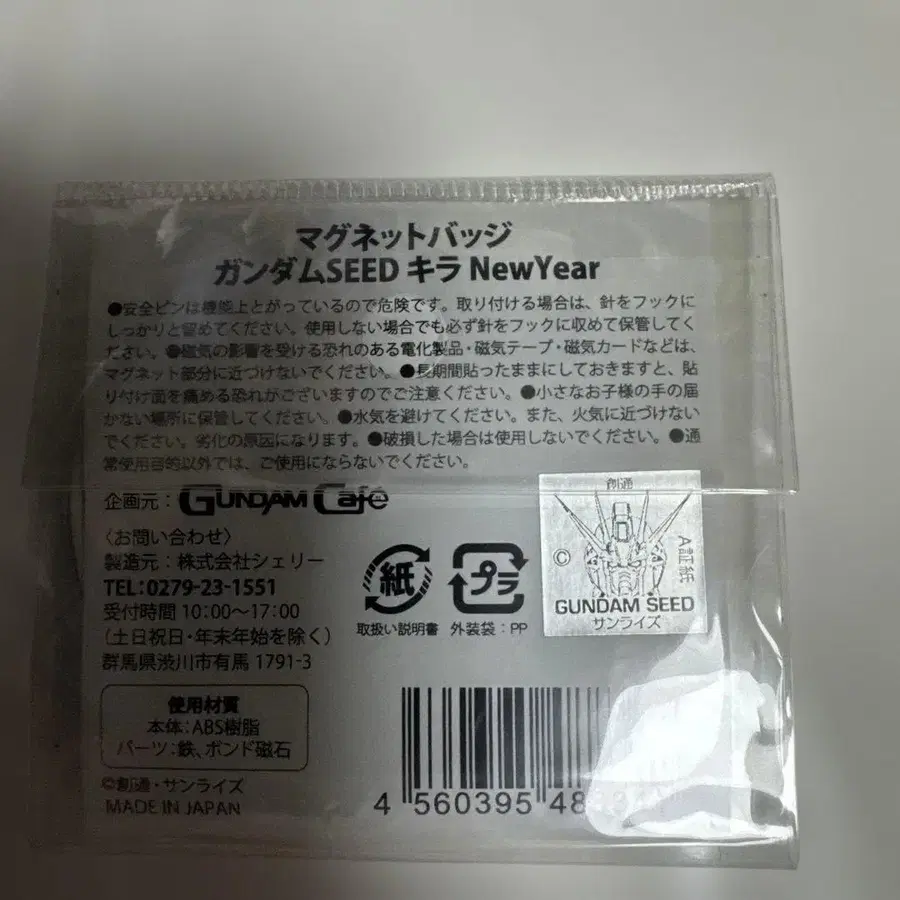 マグネットバッジ
ガンダムSEED キラ NewYear
●安全ピンは機能上とがっているので危険です。取り付ける場合は、針をフックに
しっかりと留めてください。使用しない場合でも必ず針をフックに収めて保管してく
ださい。●磁気の影響を受ける恐れのある電化製品・磁気テープ・磁気カードなどは、
マグネット部分に近づけないでください。●長期間貼ったままにしておきますと、貼
り付け面を痛める恐れがございますのでご注意ください。●小さなお子様の手の届
かない場所に保管してください。●水気を避けてください。また、火気に近づけない
でください。劣化の原因になります。●破損した場合は使用しないでください。●通
常使用目的以外では、ご使用にならないでください。
企画元：GUNDAM Café
〈お問い合わせ〉
製造元：株式会社シェリー
TEL:0279-23-1551
受付時間 10:00〜17:00
(土日祝日・年末年始を除く)
群馬県渋川市有馬 1791-3
紙
取扱い説明書
プラ
外装袋：PP
創通
©
A証紙
GUNDAM SEED
サンライズ
使用材質
本体：ABS樹脂
パーツ：鉄、ボンド磁石
©創通・サンライズ
MADE IN JAPAN
4 560395